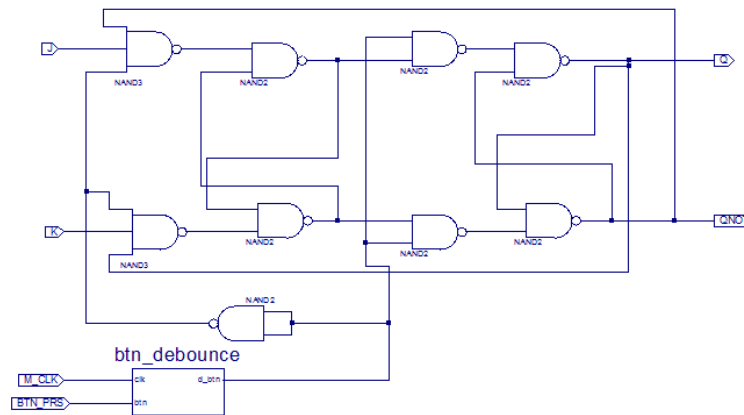 J
NAND3
NAND2
NAND2
NAND2
Q
K
NAND3
NAND2
NAND2
NAND2
QNOT
NAND2
btn_debounce
M_CLK
clk
d_btn
BTN_PRS
btn